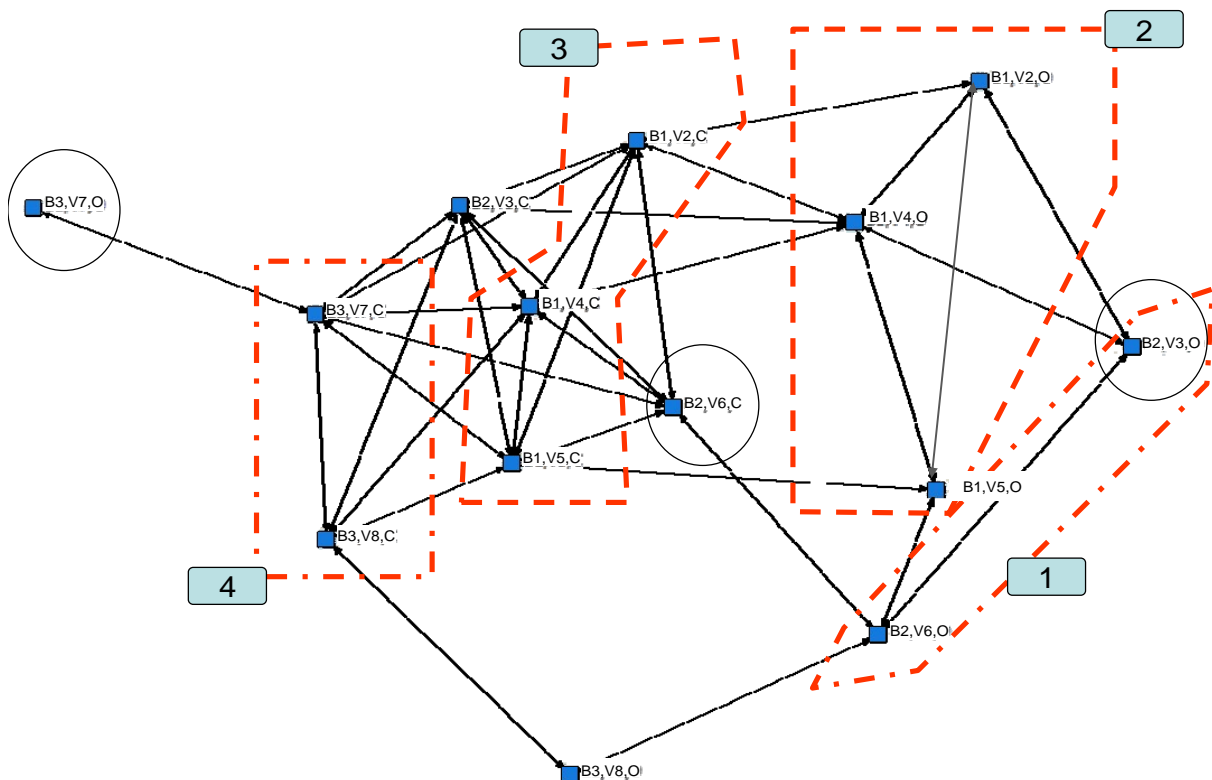 2
3
B1,V2,O
B1,V2,C
B3,V7,O
B2,V3,C
B1,V4,O
B1,V4,C
B3,V7,C
B2,V3,O
B2,V6,C
B1,V5,C
B1,V5,O
B3,V8,C
1
4
B2,V6,O
B3,V8,O